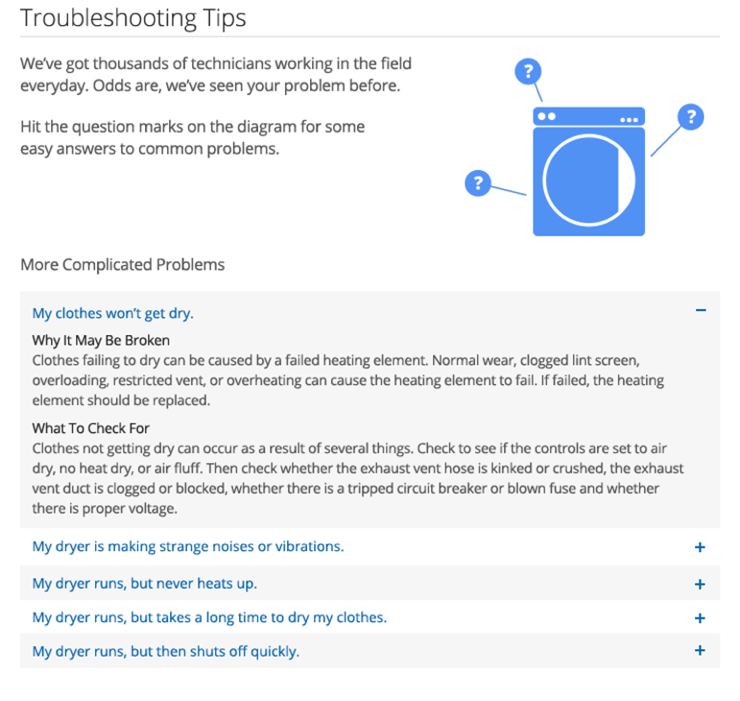 Troubleshooting Tips
We've got thousands of technicians working in the field
everyday. Odds are, we've seen your problem before.
Hit the question marks on the diagram for some
easy answers to common problems.
?
?
?
More Complicated Problems
My clothes won't get dry. −
Why It May Be Broken
Clothes failing to dry can be caused by a failed heating element. Normal wear, clogged lint screen,
overloading, restricted vent, or overheating can cause the heating element to fail. If failed, the heating
element should be replaced.
What To Check For
Clothes not getting dry can occur as a result of several things. Check to see if the controls are set to air
dry, no heat dry, or air fluff. Then check whether the exhaust vent hose is kinked or crushed, the exhaust
vent duct is clogged or blocked, whether there is a tripped circuit breaker or blown fuse and whether
there is proper voltage.
My dryer is making strange noises or vibrations. +
My dryer runs, but never heats up. +
My dryer runs, but takes a long time to dry my clothes. +
My dryer runs, but then shuts off quickly. +